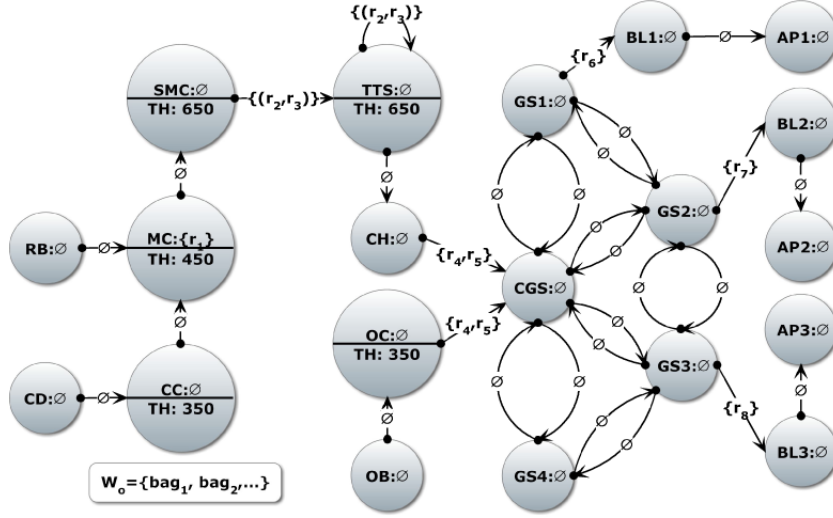 {(r₂,r₃)}
SMC:∅
TH: 650
{(r₂,r₃)}
TTS:∅
TH: 650
∅
∅
RB:∅
∅
MC:{r₁}
TH: 450
CH:∅
∅
CD:∅
∅
CC:∅
TH: 350
OC:∅
TH: 350
∅
OB:∅
{r₄,r₅}
{r₄,r₅}
GS1:∅
{r₆}
BL1:∅
∅
AP1:∅
∅
∅
∅
∅
GS2:∅
{r₇}
BL2:∅
∅
AP2:∅
CGS:∅
∅
∅
∅
∅
∅
∅
∅
∅
GS3:∅
{r₈}
AP3:∅
∅
BL3:∅
GS4:∅
∅
∅
Wₒ={bag₁, bag₂,...}